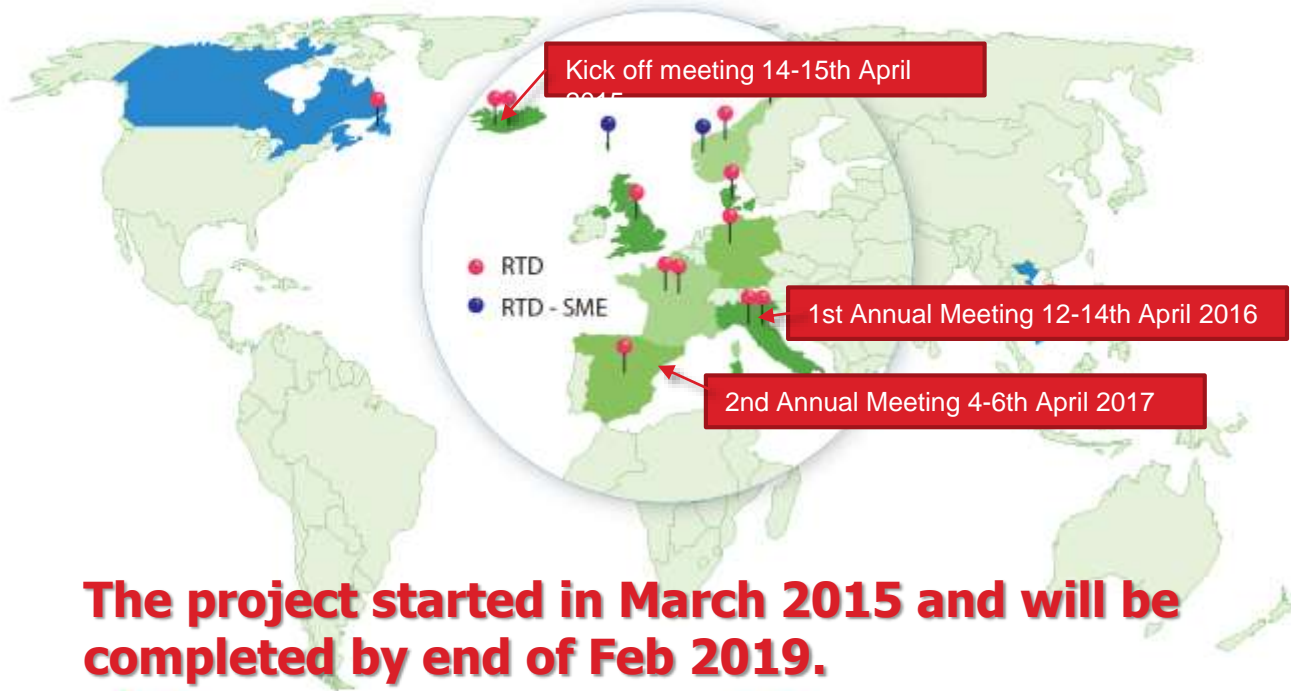 Kick off meeting 14-15th April
2015
RTD
RTD - SME
1st Annual Meeting 12-14th April 2016
2nd Annual Meeting 4-6th April 2017
The project started in March 2015 and will be
completed by end of Feb 2019.